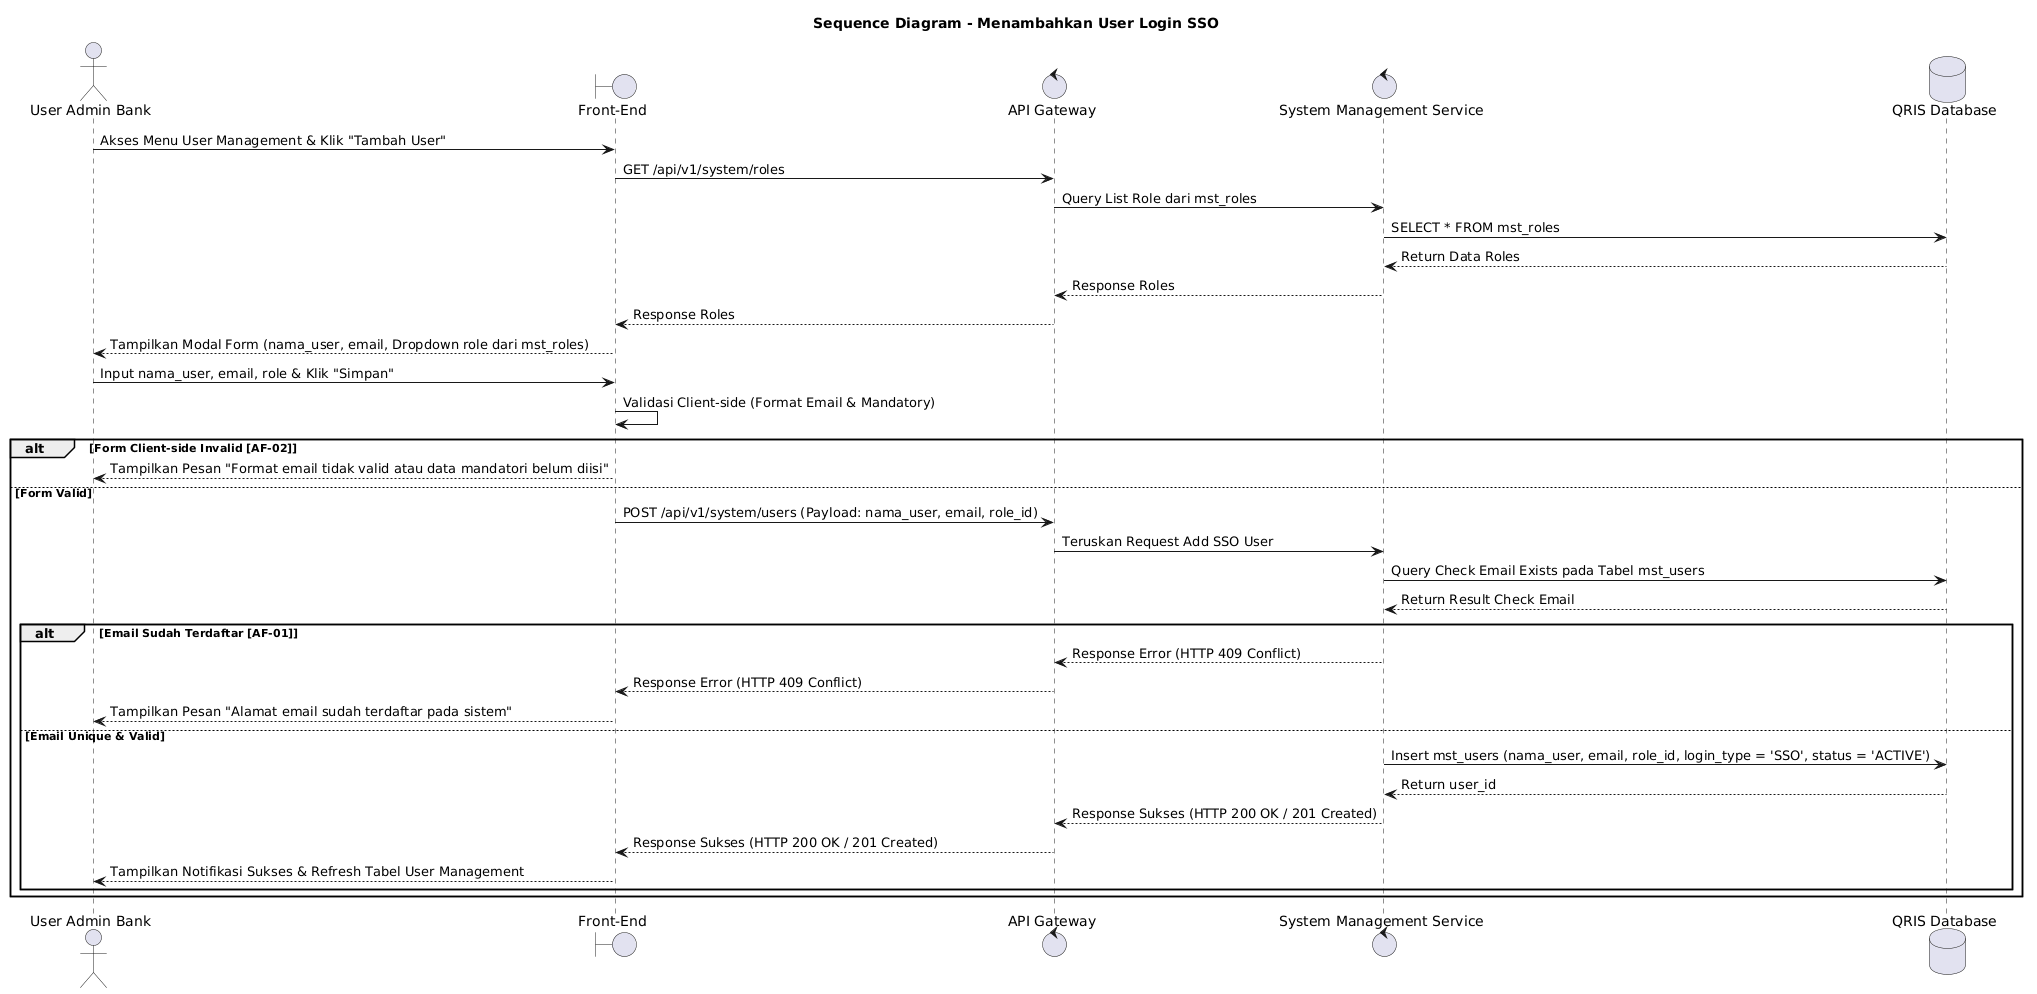 Sequence Diagram - Menambahkan User Login SSO
User Admin Bank
Front-End
API Gateway
System Management Service
QRIS Database
Akses Menu User Management & Klik "Tambah User"
GET /api/v1/system/roles
Query List Role dari mst_roles
SELECT * FROM mst_roles
Return Data Roles
Response Roles
Response Roles
Tampilkan Modal Form (nama_user, email, Dropdown role dari mst_roles)
Input nama_user, email, role & Klik "Simpan"
Validasi Client-side (Format Email & Mandatory)
alt
[Form Client-side Invalid [AF-02]]
Tampilkan Pesan "Format email tidak valid atau data mandatori belum diisi"
[Form Valid]
POST /api/v1/system/users (Payload: nama_user, email, role_id)
Teruskan Request Add SSO User
Query Check Email Exists pada Tabel mst_users
Return Result Check Email
alt
[Email Sudah Terdaftar [AF-01]]
Response Error (HTTP 409 Conflict)
Response Error (HTTP 409 Conflict)
Tampilkan Pesan "Alamat email sudah terdaftar pada sistem"
[Email Unique & Valid]
Insert mst_users (nama_user, email, role_id, login_type = 'SSO', status = 'ACTIVE')
Return user_id
Response Sukses (HTTP 200 OK / 201 Created)
Response Sukses (HTTP 200 OK / 201 Created)
Tampilkan Notifikasi Sukses & Refresh Tabel User Management
User Admin Bank
Front-End
API Gateway
System Management Service
QRIS Database